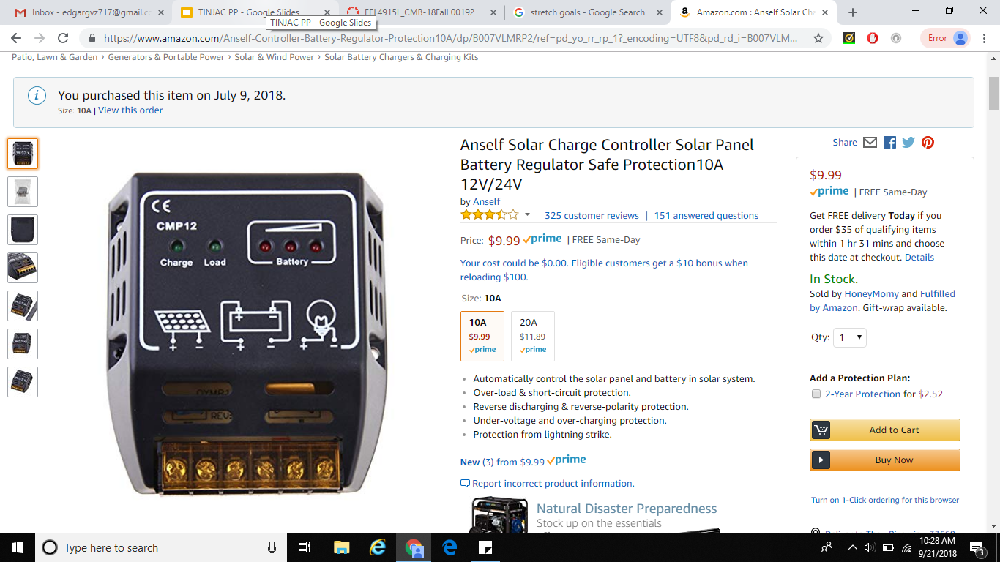 Inbox - edgargvz717@gmail.c
TINJAC PP - Google Slides
EEL4915L_CMB-18Fall 00192
stretch goals - Google Search
Amazon.com : Anself Solar Cha
TINJAC PP - Google Slides
https://www.amazon.com/Anself-Controller-Battery-Regulator-Protection10A/dp/B007VLMRP2/ref=pd_yo_rr_rp_1?_encoding=UTF8&pd_rd_i=B007VLM...
Error
Patio, Lawn & Garden › Generators & Portable Power › Solar & Wind Power › Solar Battery Chargers & Charging Kits
You purchased this item on July 9, 2018.
Size: 10A | View this order
CE
CMP12
Charge Load Battery
+ - + - + -
REV
Anself Solar Charge Controller Solar Panel
Battery Regulator Safe Protection10A
12V/24V
by Anself
325 customer reviews | 151 answered questions
Price: $9.99 prime | FREE Same-Day
Your cost could be $0.00. Eligible customers get a $10 bonus when
reloading $100.
Size: 10A
10A
$9.99
prime
20A
$11.89
prime
• Automatically control the solar panel and battery in solar system.
• Over-load & short-circuit protection.
• Reverse discharging & reverse-polarity protection.
• Under-voltage and over-charging protection.
• Protection from lightning strike.
New (3) from $9.99 prime
Report incorrect product information.
Natural Disaster Preparedness
Stock up on the essentials
Share
$9.99
prime | FREE Same-Day
Get FREE delivery Today if you
order $35 of qualifying items
within 1 hr 31 mins and choose
this date at checkout. Details
In Stock.
Sold by HoneyMomy and Fulfilled
by Amazon. Gift-wrap available.
Qty: 1
Add a Protection Plan:
2-Year Protection for $2.52
Add to Cart
Buy Now
Turn on 1-Click ordering for this browser
Type here to search
10:28 AM
9/21/2018
3